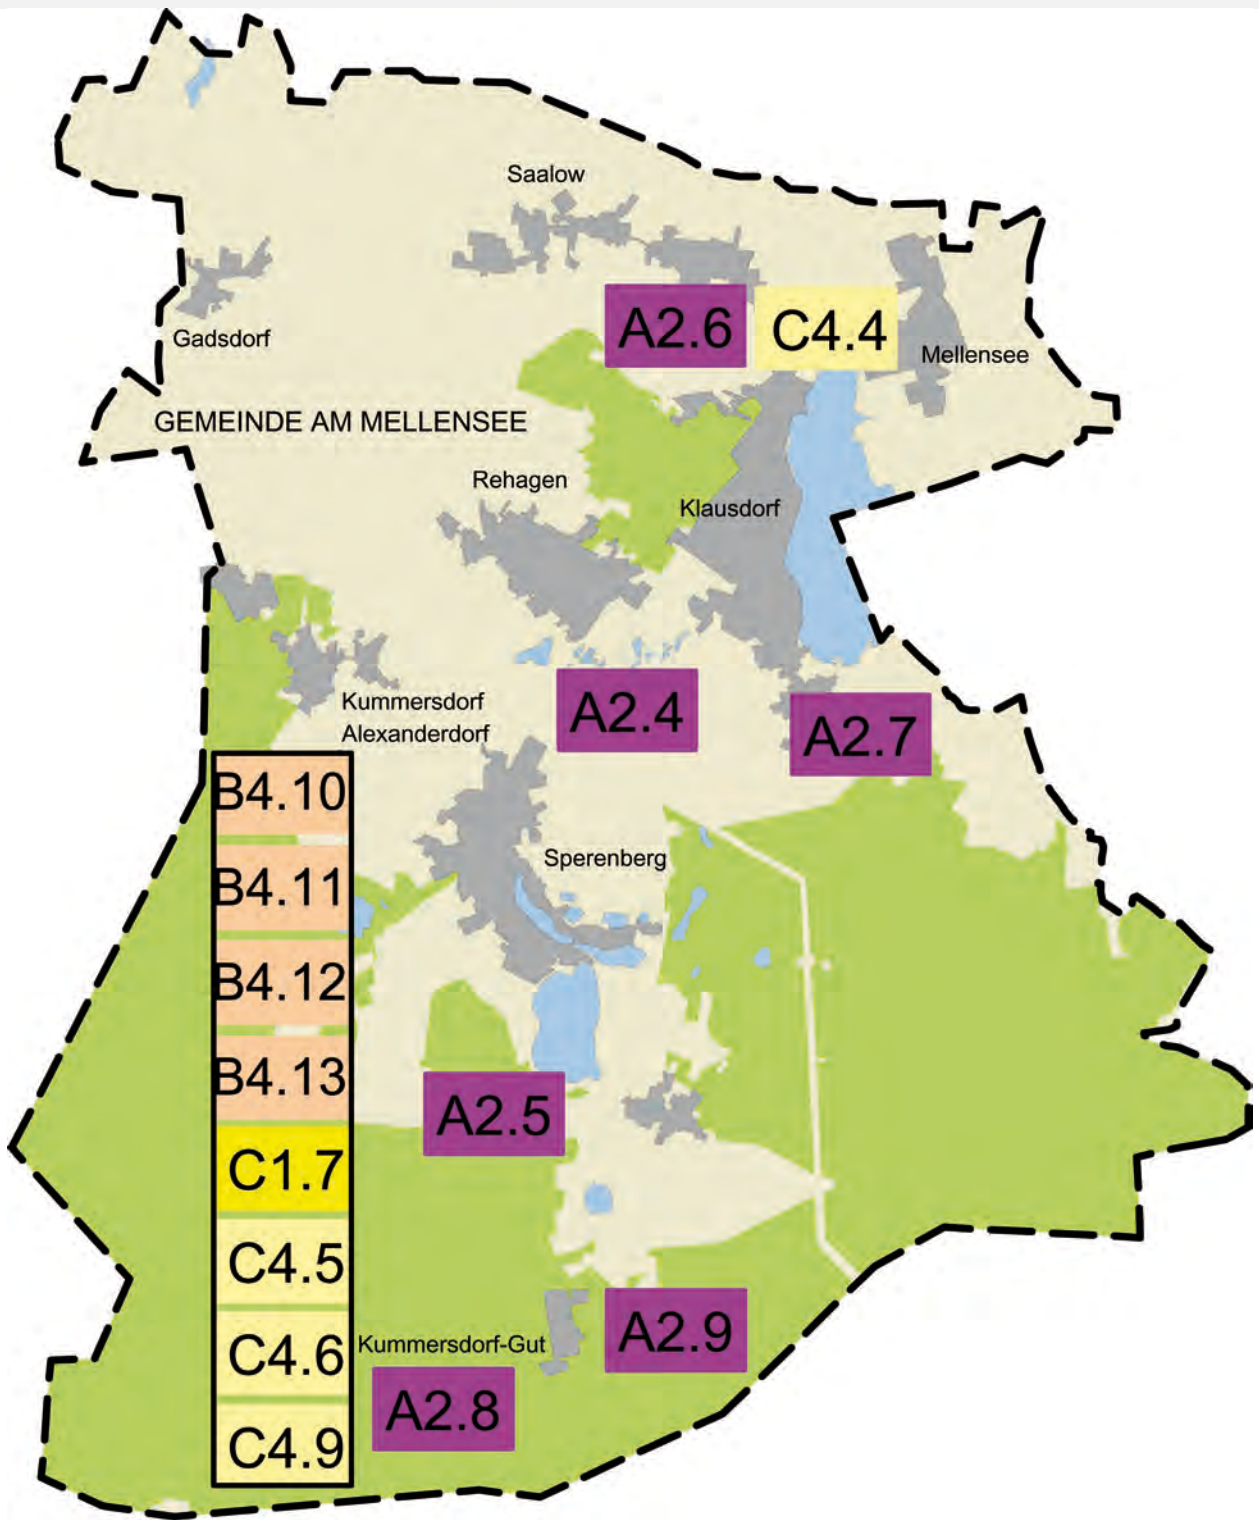 Saalow
A2.6
C4.4
Gadsdorf
Mellensee
GEMEINDE AM MELLENSEE
Rehagen
Klausdorf
Kummersdorf
Alexanderdorf
A2.4
A2.7
B4.10
B4.11
Sperenberg
B4.12
B4.13
A2.5
C1.7
C4.5
C4.6
Kummersdorf-Gut
A2.9
A2.8
C4.9